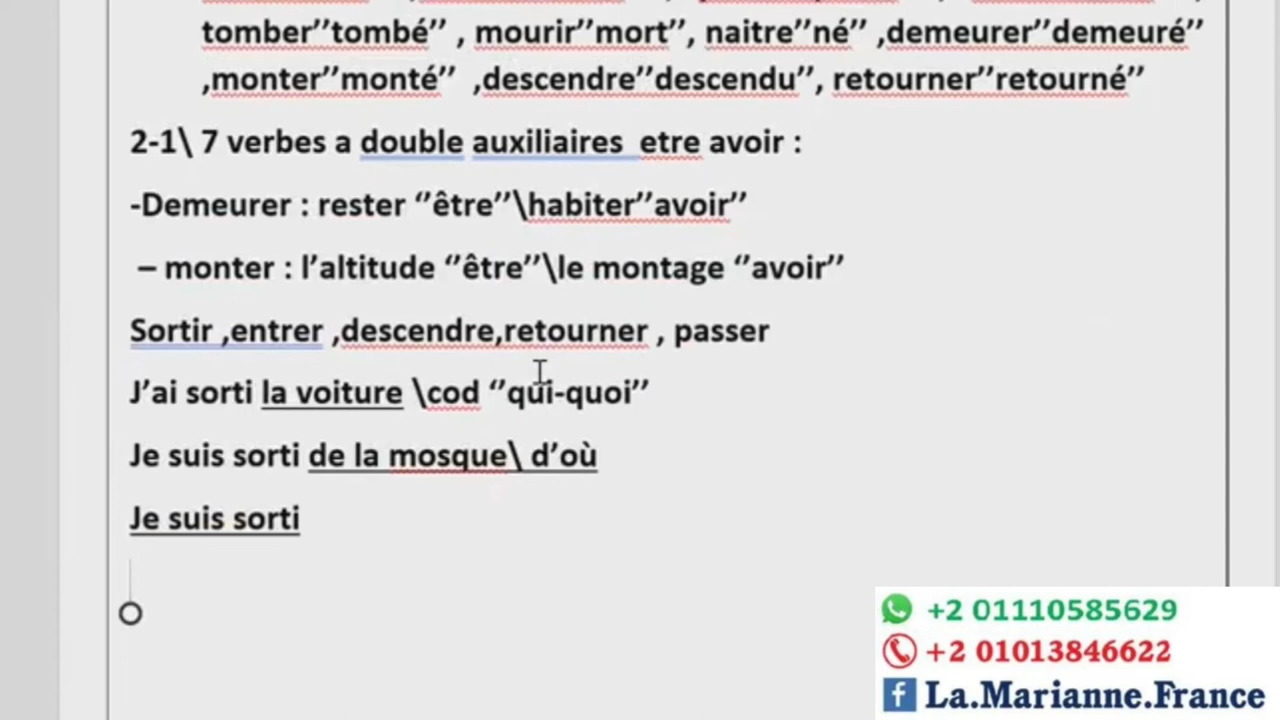 tomber’’tombé’’ , mourir’’mort’’, naitre’’né’’ ,demeurer’’demeuré’’
,monter’’monté’’ ,descendre’’descendu’’, retourner’’retourné’’
2-1\ 7 verbes a double auxiliaires etre avoir :
-Demeurer : rester ‘’être’’\habiter’’avoir’’
– monter : l’altitude ‘’être’’\le montage ‘’avoir’’
Sortir ,entrer ,descendre,retourner , passer
J’ai sorti la voiture \cod ‘’qui-quoi’’
Je suis sorti de la mosque\ d’où
Je suis sorti
+2 01110585629
+2 01013846622
La.Marianne.France